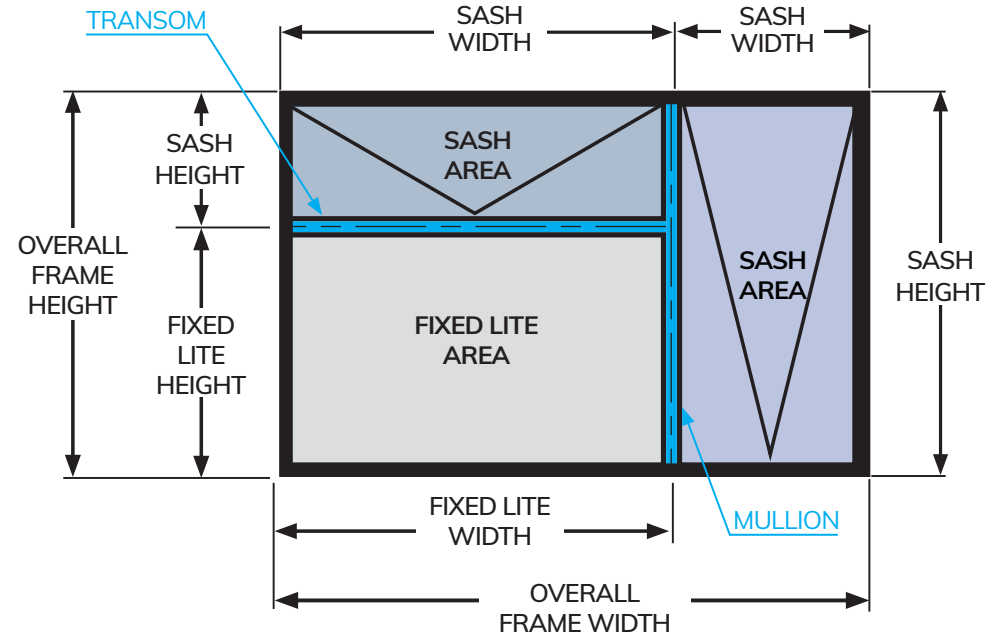 TRANSOM
SASH
WIDTH
SASH
WIDTH
SASH
HEIGHT
SASH
AREA
OVERALL
FRAME
HEIGHT
SASH
AREA
SASH
HEIGHT
FIXED
LITE
HEIGHT
FIXED LITE
AREA
FIXED LITE
WIDTH
MULLION
OVERALL
FRAME WIDTH